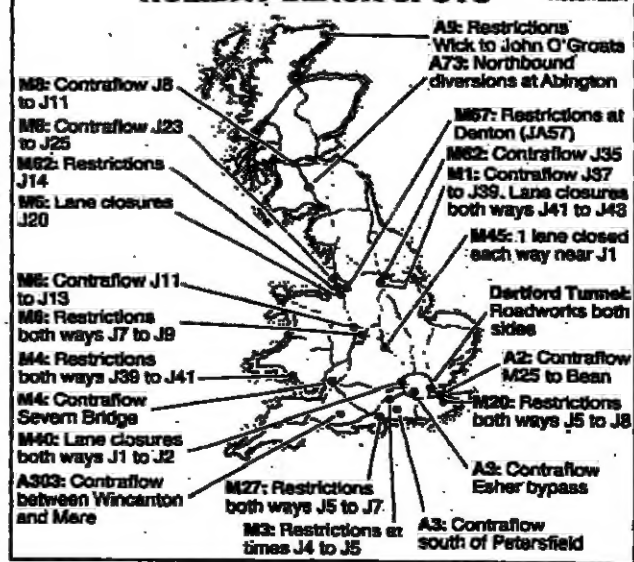 A9: Restrictions
Wick to John O'Groats
A73: Northbound
diversions at Abington
M8: Contraflow J8
to J11
M6: Contraflow J23
to J25
M62: Restrictions
J14
M5: Lane closures
J20
M67: Restrictions at
Denton (JA57)
M62: Contraflow J35
M1: Contraflow J37
to J39. Lane closures
both ways J41 to J43
M45: 1 lane closed
each way near J1
M6: Contraflow J11
to J13
M6: Restrictions
both ways J7 to J9
M4: Restrictions
both ways J39 to J41
M4: Contraflow
Severn Bridge
M40: Lane closures
both ways J1 to J2
A303: Contraflow
between Wincanton
and Mere
Dartford Tunnel:
Roadworks both
sides
A2: Contraflow
M25 to Bean
M20: Restrictions
both ways J5 to J8
A3: Contraflow
Esher bypass
M27: Restrictions
both ways J5 to J7
M3: Restrictions at
times J4 to J5
A3: Contraflow
south of Petersfield